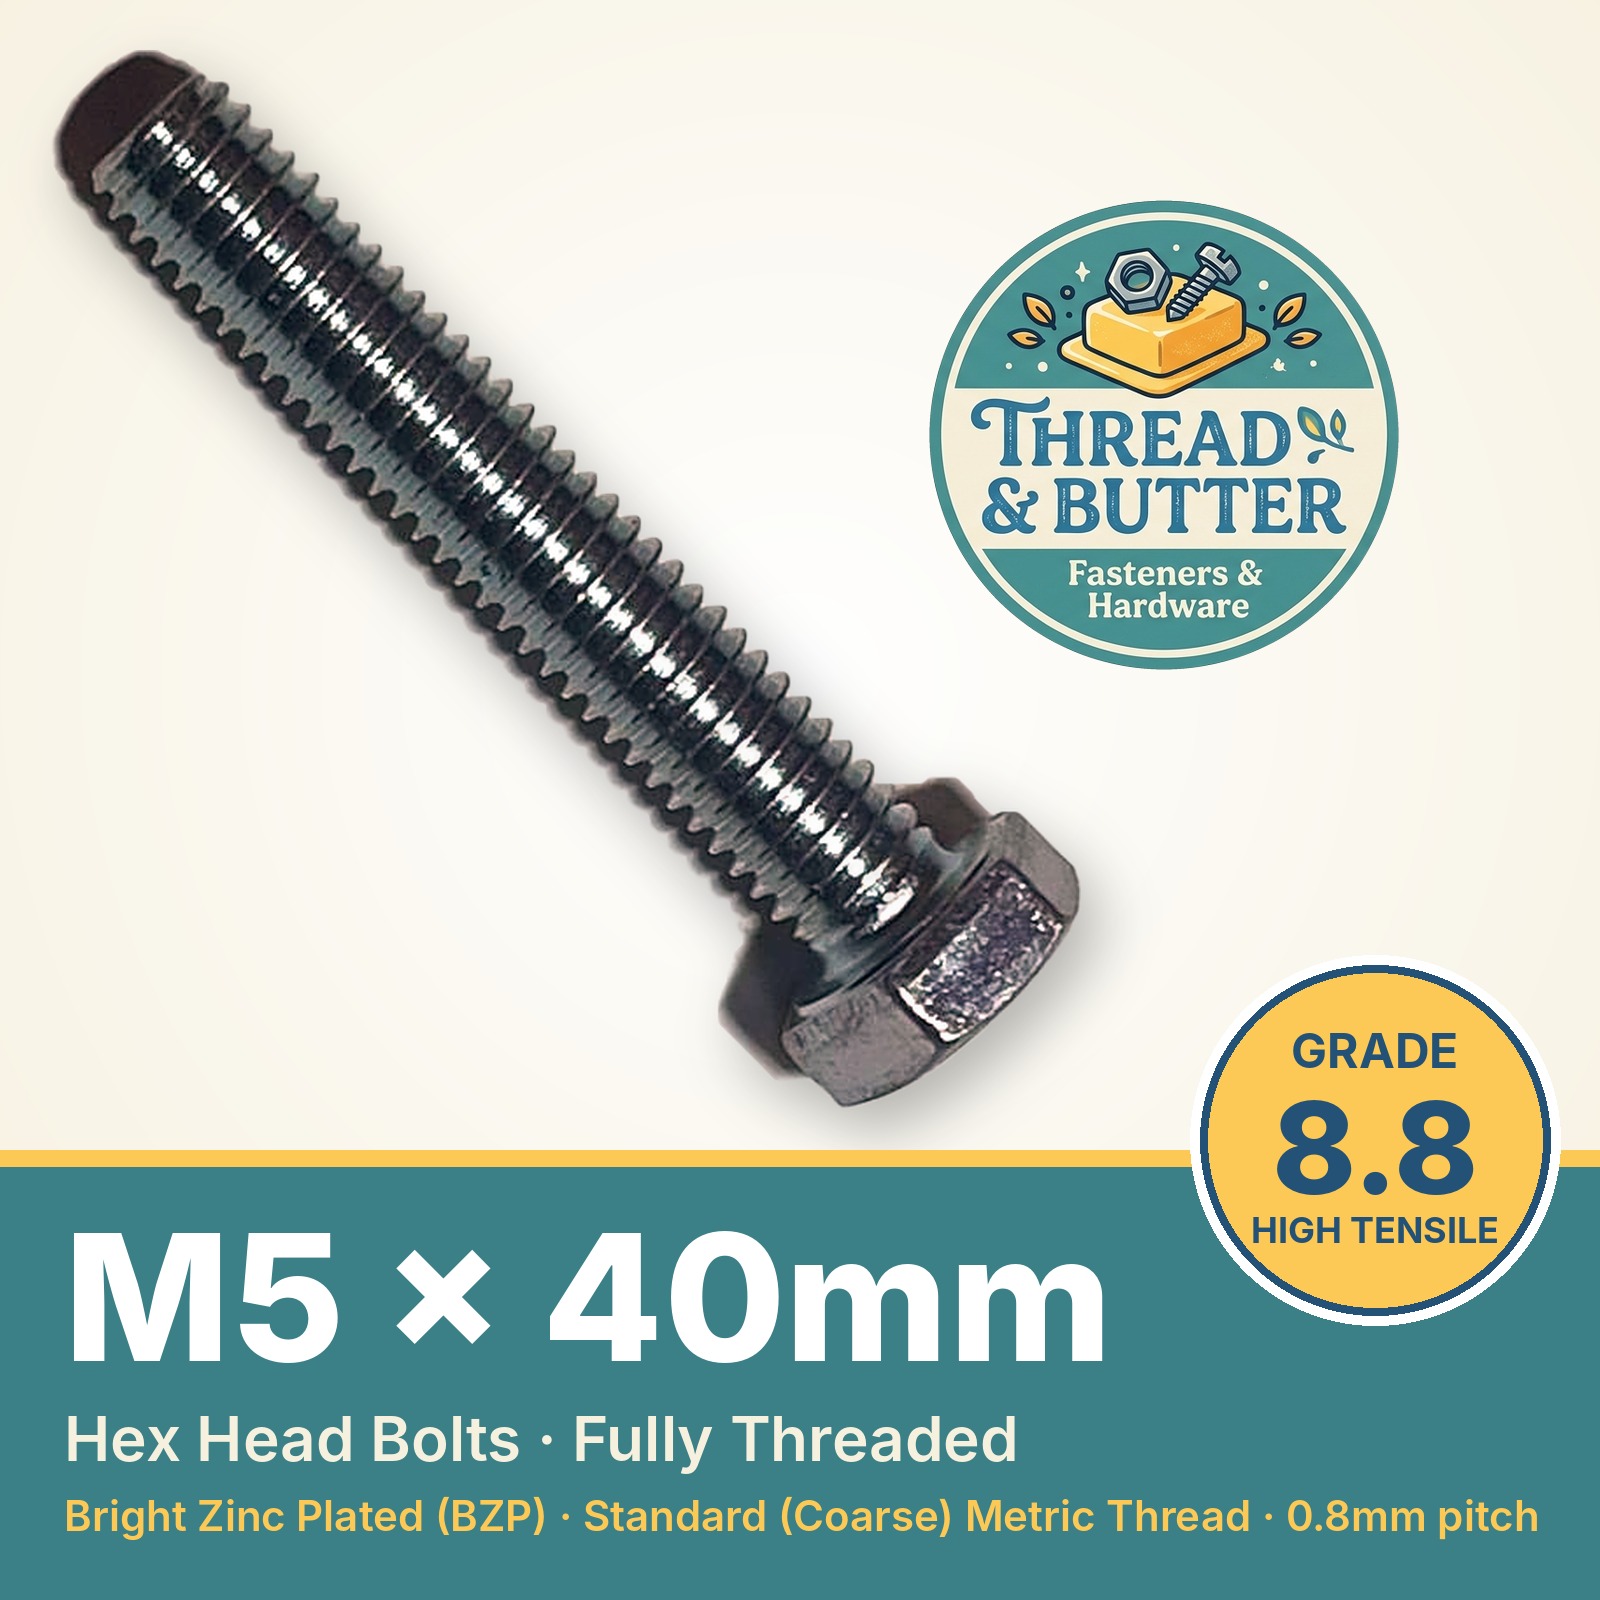 THREAD
& BUTTER
Fasteners &
Hardware
GRADE
8.8
HIGH TENSILE
M5 × 40mm
Hex Head Bolts · Fully Threaded
Bright Zinc Plated (BZP) · Standard (Coarse) Metric Thread · 0.8mm pitch